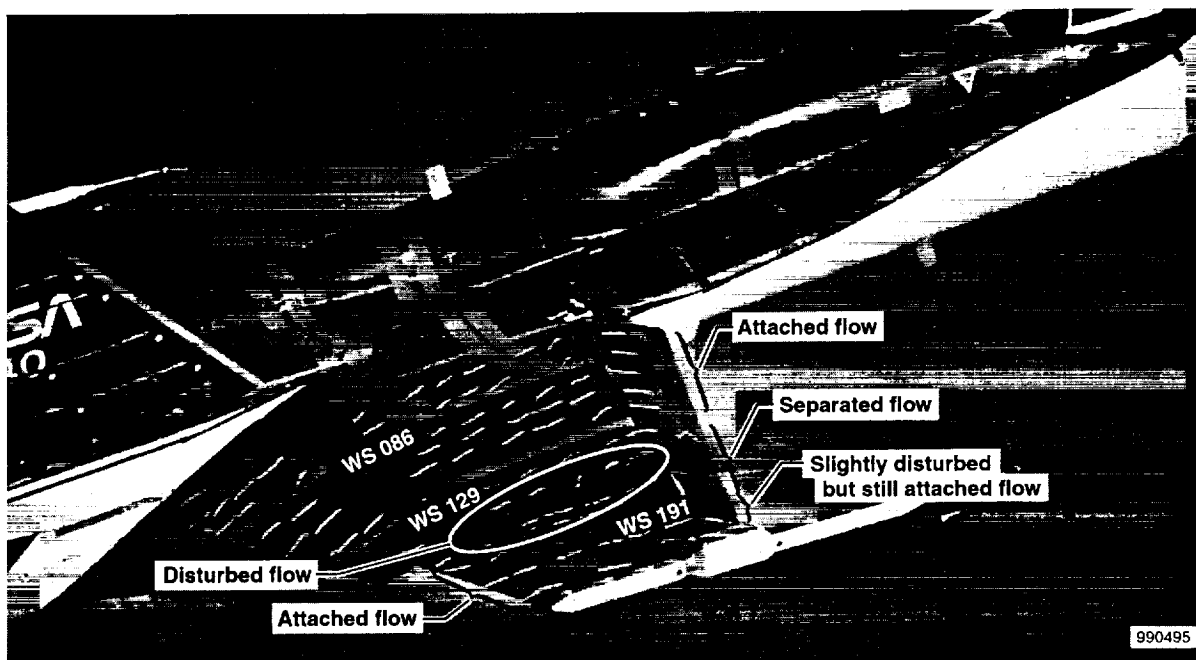 SA
Attached flow
Separated flow
Slightly disturbed
but still attached flow
WS 086
WS 129
WS 191
Disturbed flow
Attached flow
990495